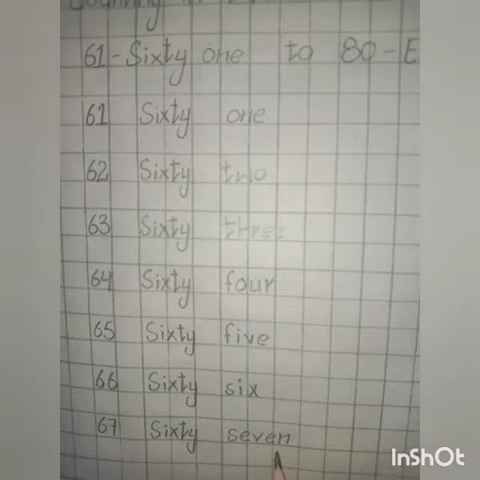 61-Sixty one to 80-E
61 Sixty one
62 Sixty two
63 Sixty three
64 Sixty four
65 Sixty five
66 Sixty six
67 Sixty seven
InShOt